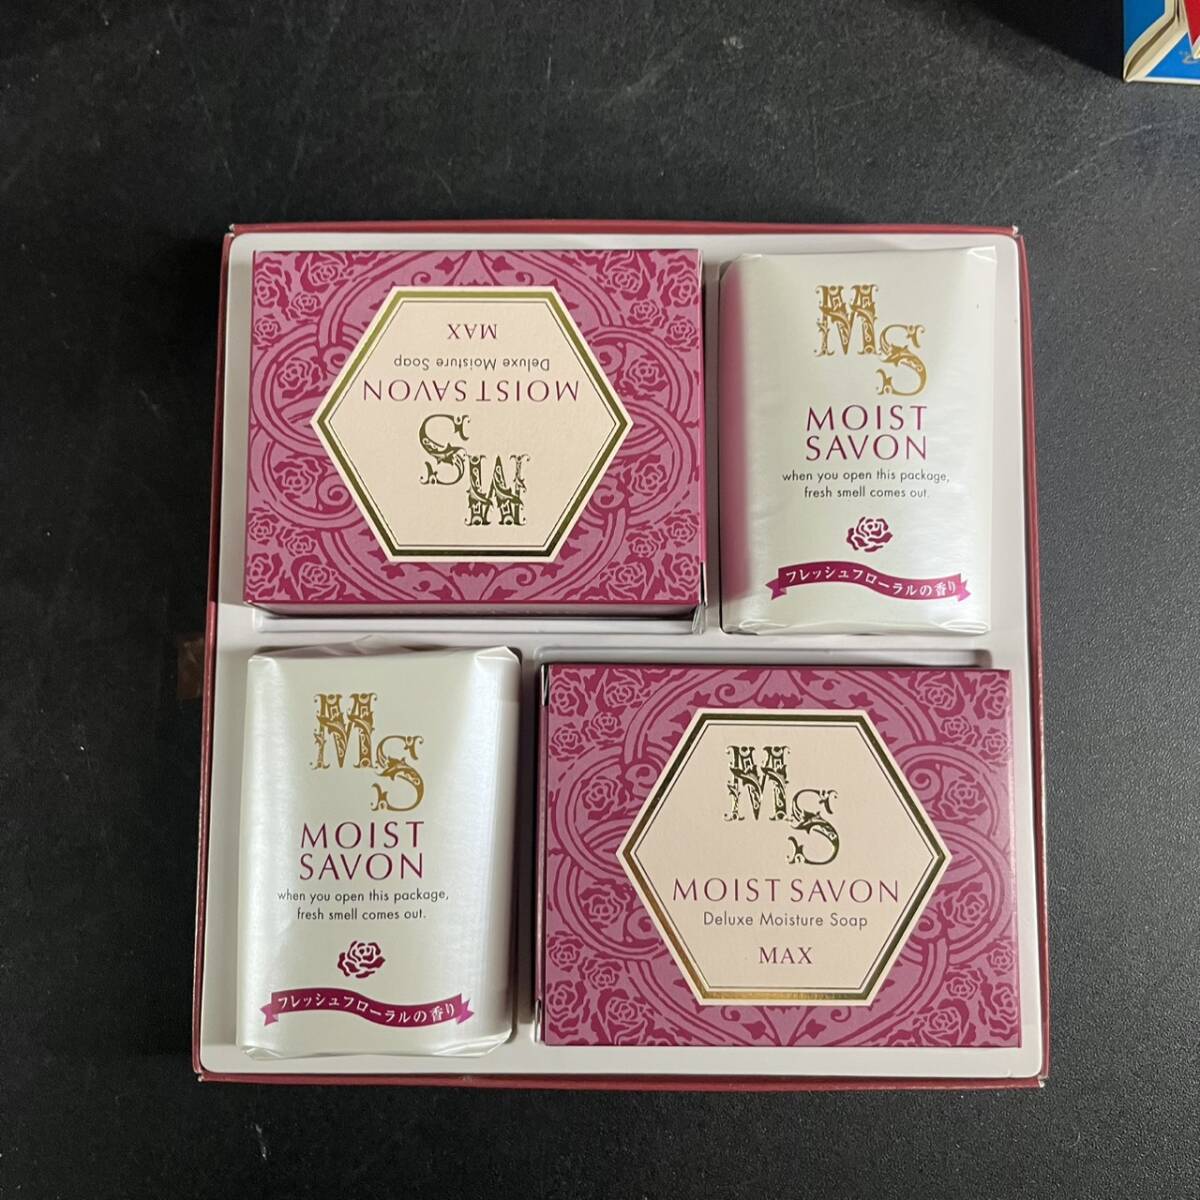 MS
MOIST SAVON
Deluxe Moisture Soap
MAX
MS
MOIST
SAVON
when you open this package,
fresh smell comes out.
フレッシュフローラルの香り
MS
MOIST
SAVON
when you open this package,
fresh smell comes out.
フレッシュフローラルの香り
MS
MOIST SAVON
Deluxe Moisture Soap
MAX